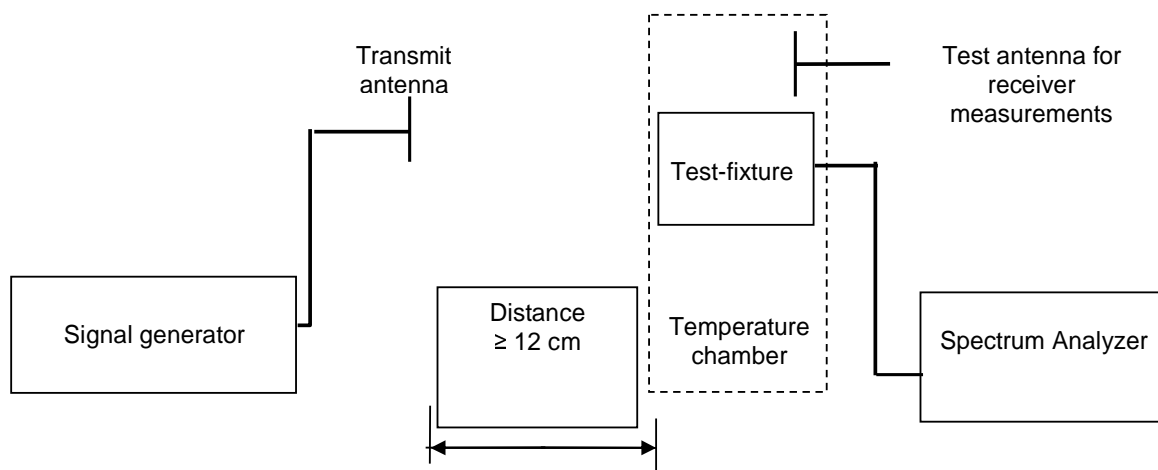 Transmit
antenna
Test antenna for
receiver
measurements
Test-fixture
Signal generator
Distance
≥ 12 cm
Temperature
chamber
Spectrum Analyzer